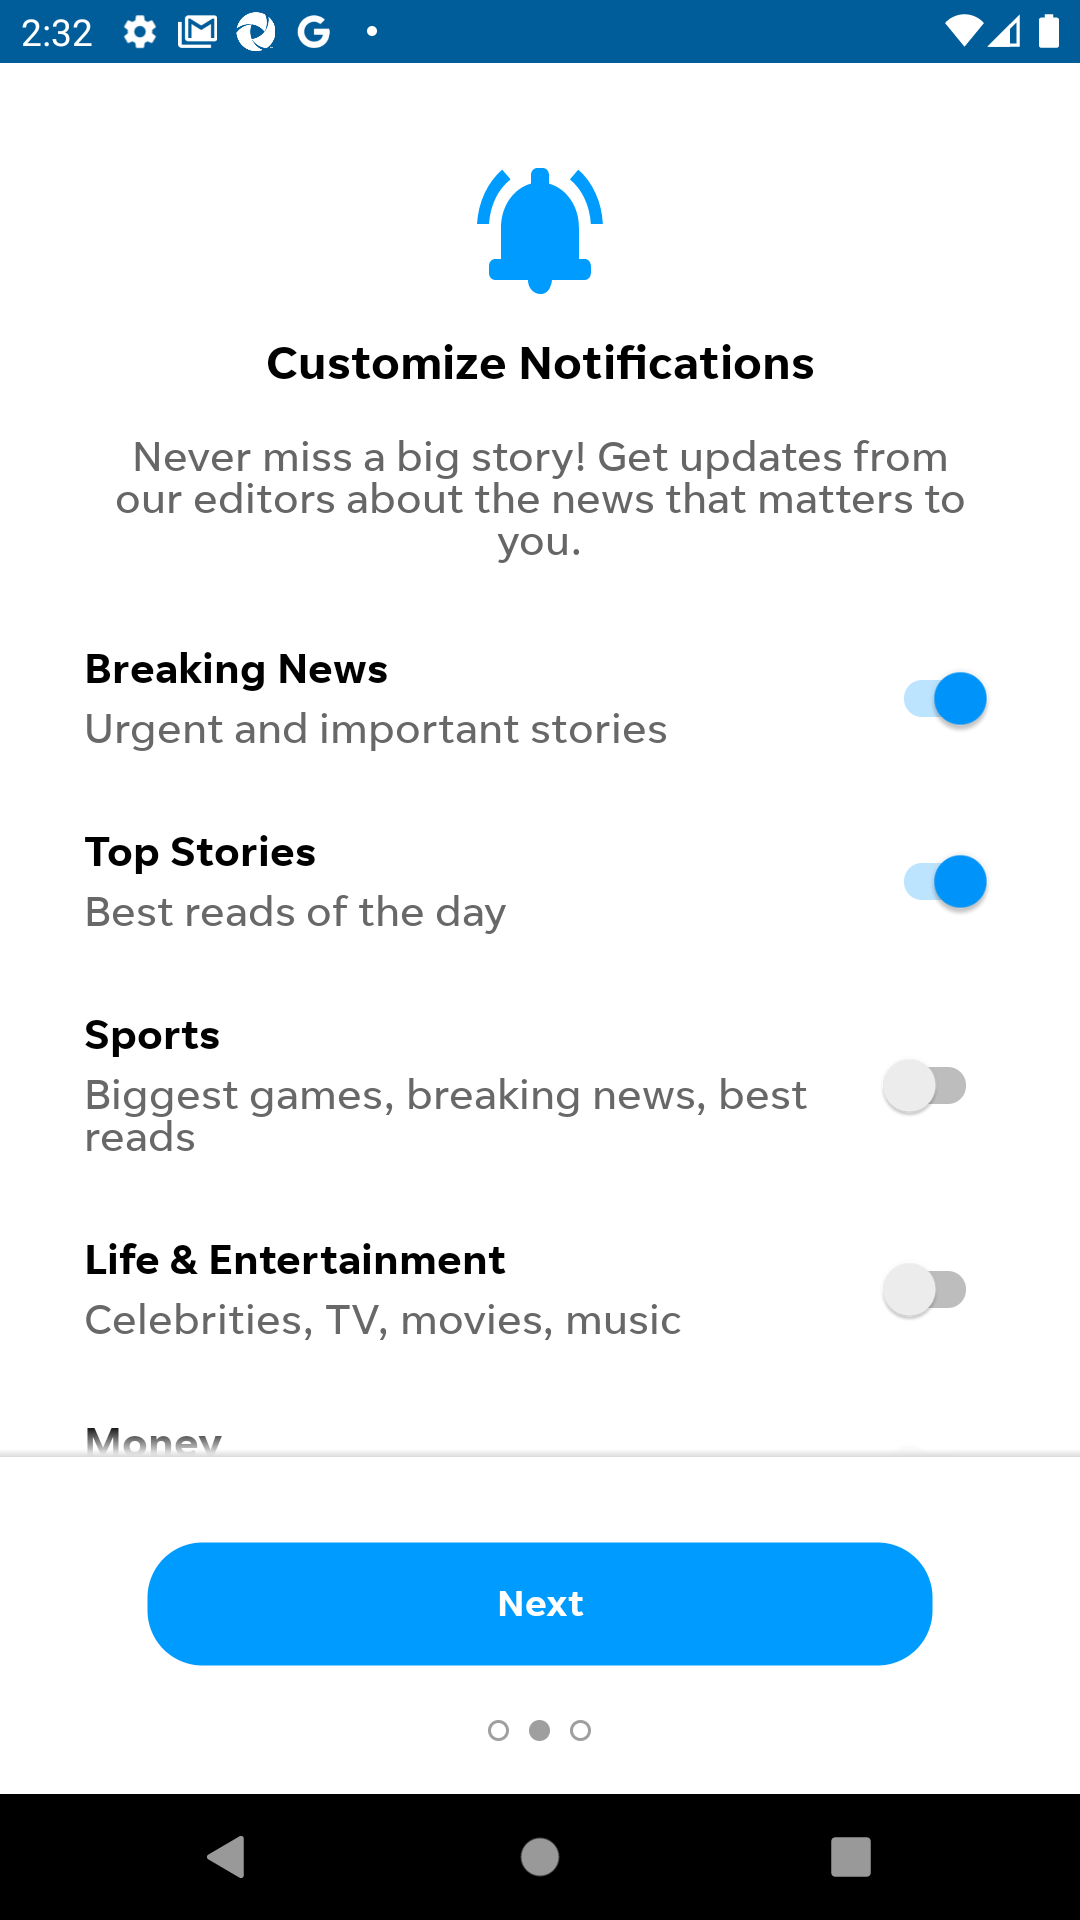 2:32
Customize Notifications
Never miss a big story! Get updates from
our editors about the news that matters to
you.
Breaking News
Urgent and important stories
Top Stories
Best reads of the day
Sports
Biggest games, breaking news, best
reads
Life & Entertainment
Celebrities, TV, movies, music
Money
Next